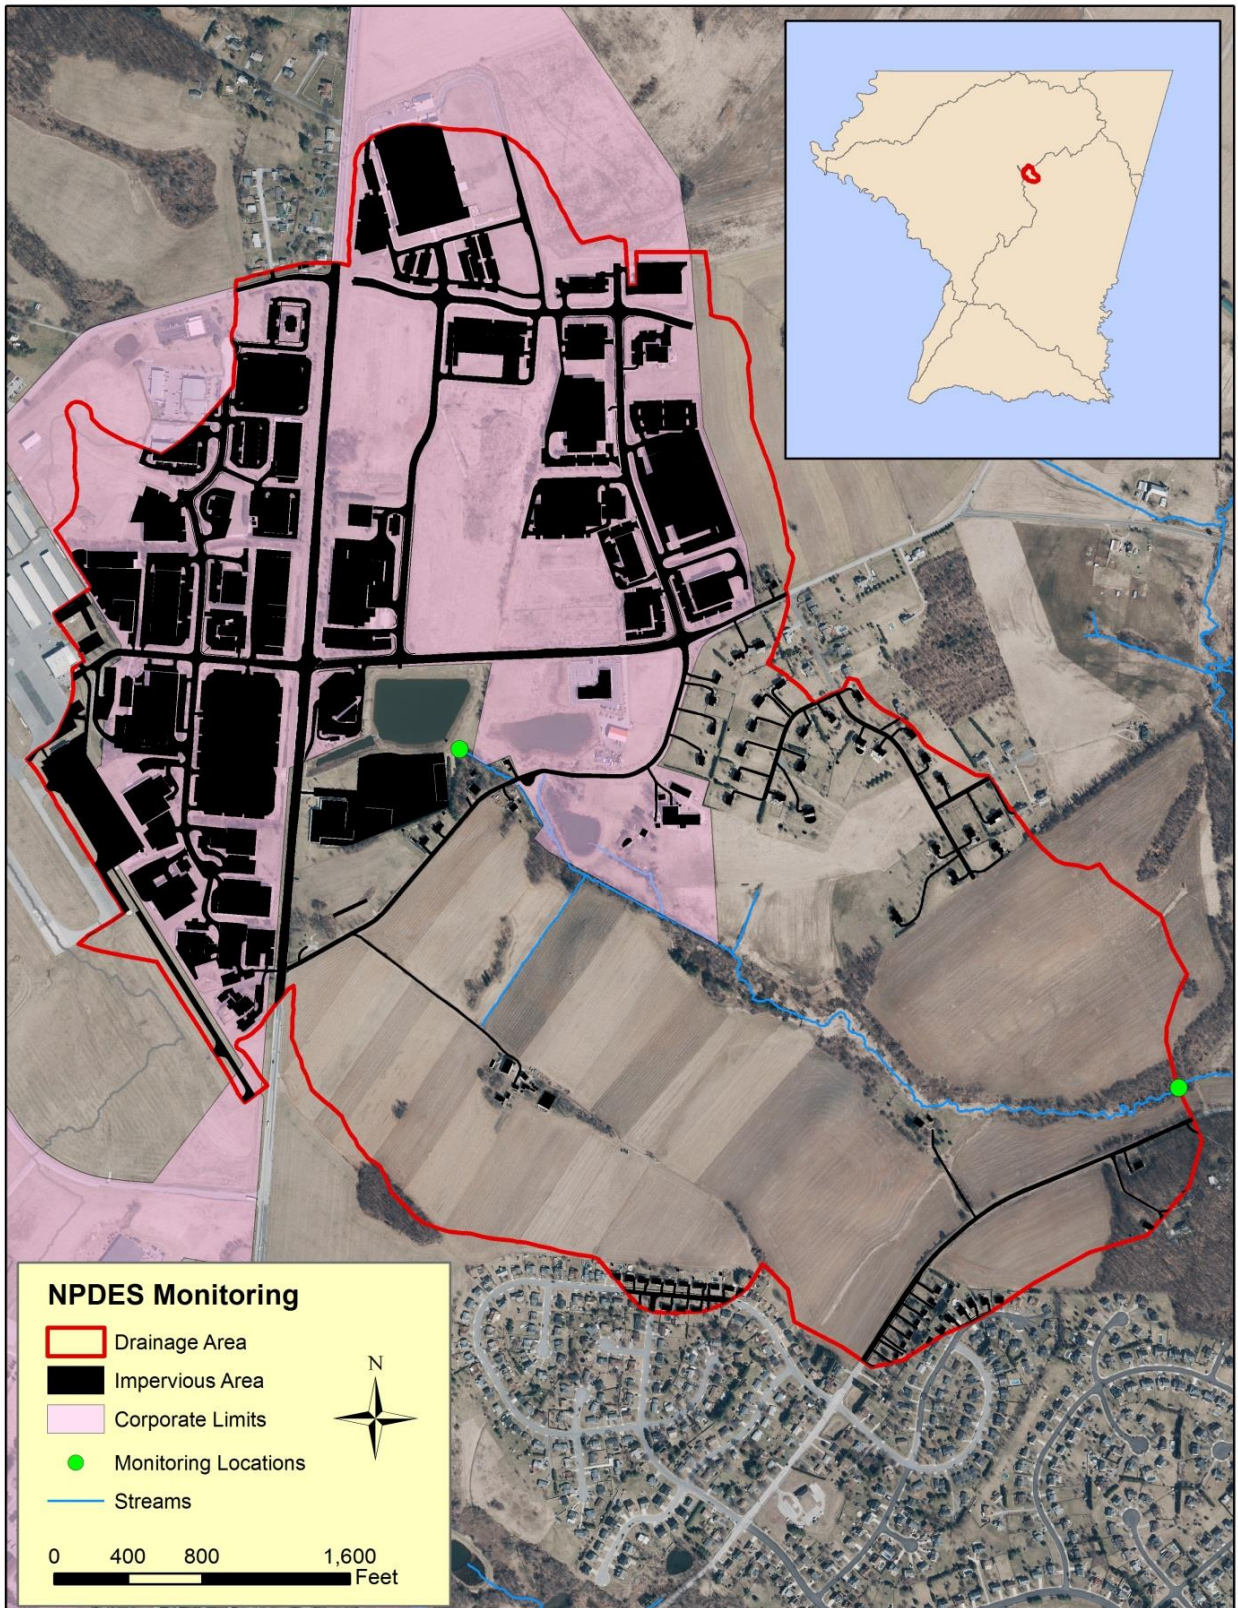 NPDES Monitoring
Drainage Area
Impervious Area
Corporate Limits
Monitoring Locations
Streams
N
0 400 800 1,600
Feet